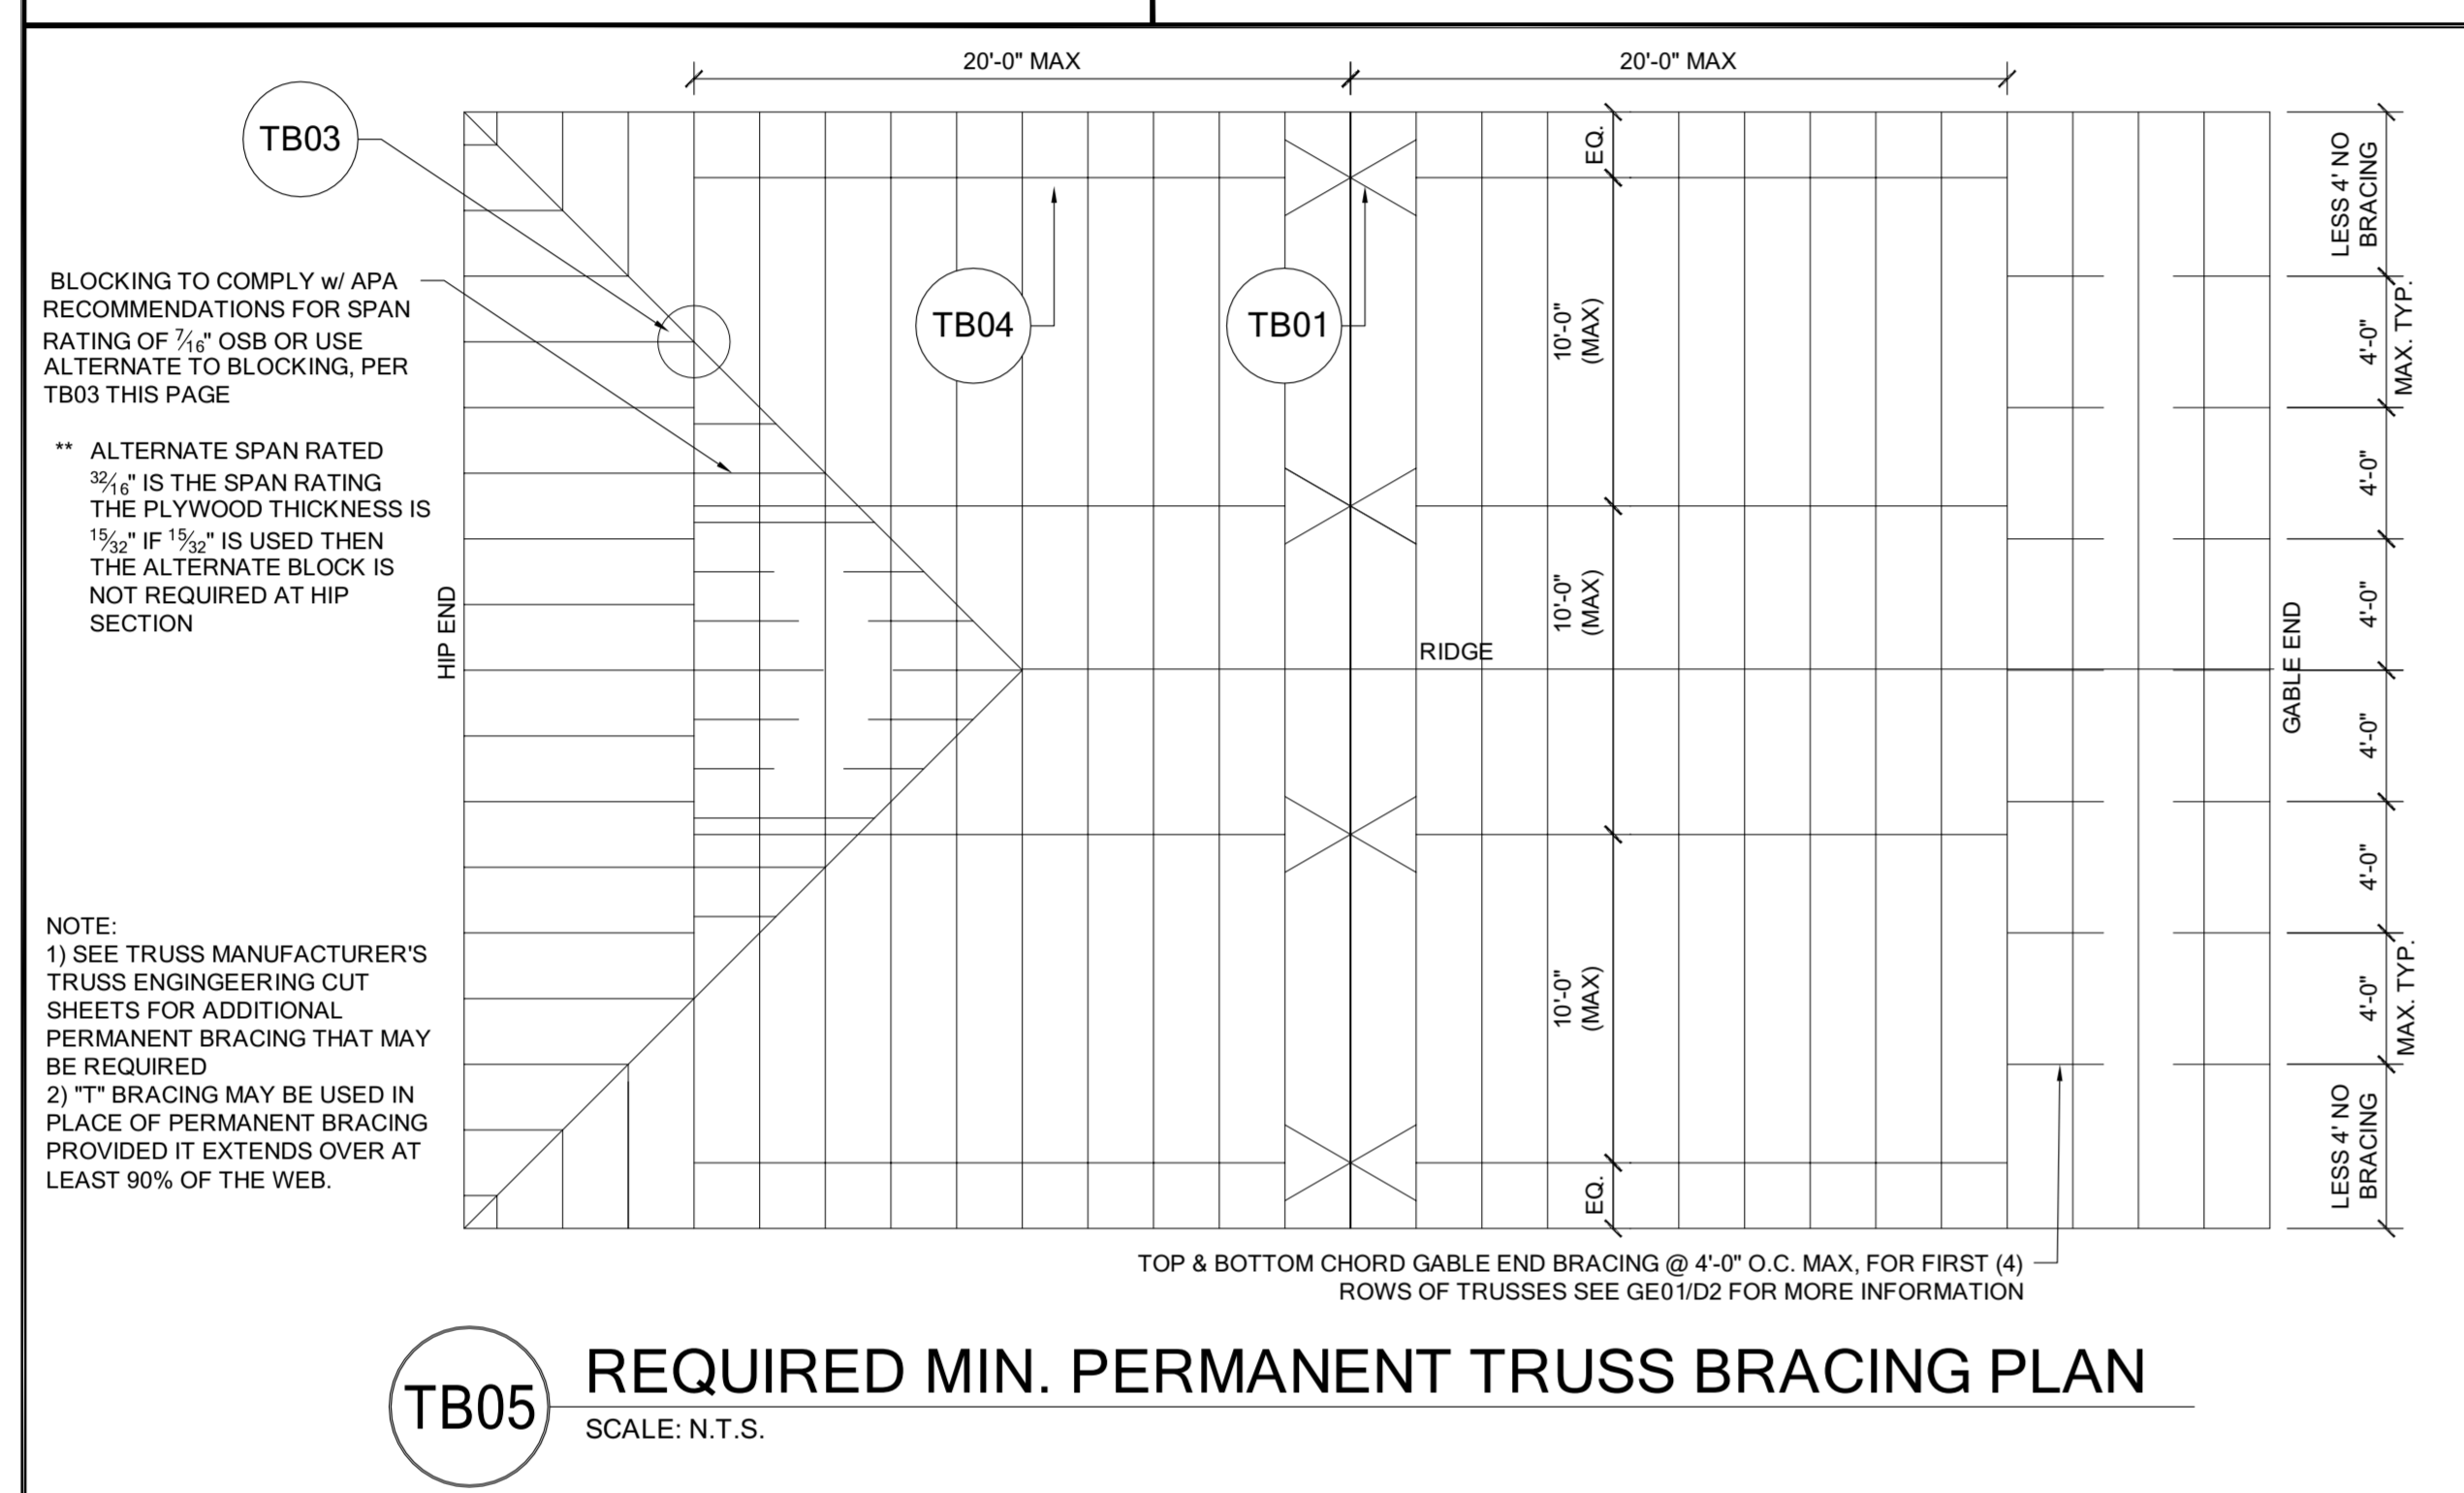 20'-0" MAX
20'-0" MAX
TB03
BLOCKING TO COMPLY w/ APA
RECOMMENDATIONS FOR SPAN
RATING OF 7/16" OSB OR USE
ALTERNATE TO BLOCKING, PER
TB03 THIS PAGE
** ALTERNATE SPAN RATED
32/16" IS THE SPAN RATING
THE PLYWOOD THICKNESS IS
15/32" IF 15/32" IS USED THEN
THE ALTERNATE BLOCK IS
NOT REQUIRED AT HIP
SECTION
HIP END
NOTE:
1) SEE TRUSS MANUFACTURER'S
TRUSS ENGINGEERING CUT
SHEETS FOR ADDITIONAL
PERMANENT BRACING THAT MAY
BE REQUIRED
2) "T" BRACING MAY BE USED IN
PLACE OF PERMANENT BRACING
PROVIDED IT EXTENDS OVER AT
LEAST 90% OF THE WEB.
TB04
TB01
EQ.
10'-0"
(MAX)
10'-0"
(MAX)
RIDGE
10'-0"
(MAX)
EQ.
GABLE END
LESS 4' NO
BRACING
4'-0"
MAX. TYP.
4'-0"
4'-0"
4'-0"
4'-0"
4'-0"
MAX. TYP.
LESS 4' NO
BRACING
TOP & BOTTOM CHORD GABLE END BRACING @ 4'-0" O.C. MAX, FOR FIRST (4)
ROWS OF TRUSSES SEE GE01/D2 FOR MORE INFORMATION
TB05
REQUIRED MIN. PERMANENT TRUSS BRACING PLAN
SCALE: N.T.S.